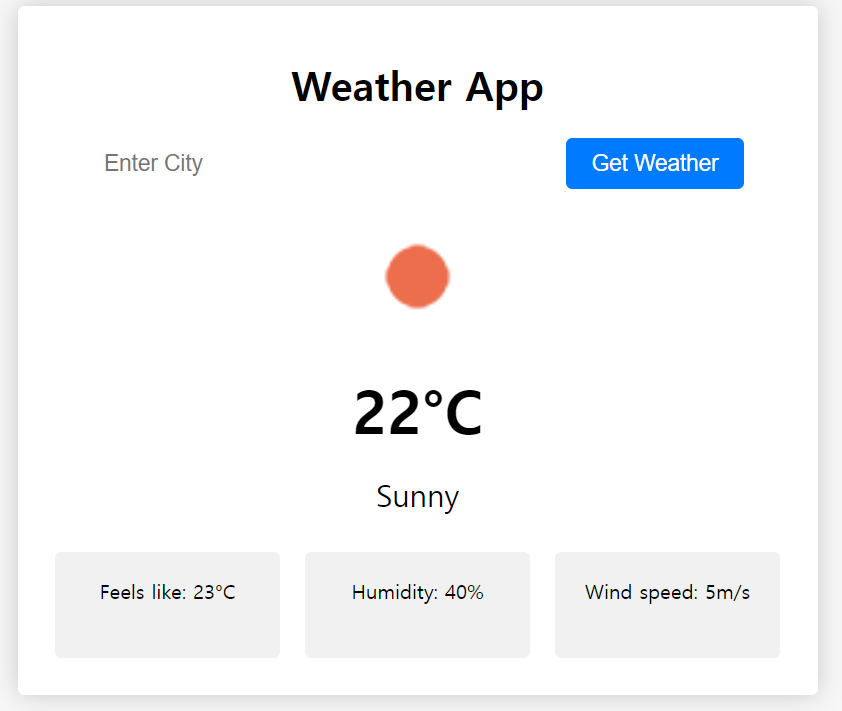 Weather App
Enter City
Get Weather
22°C
Sunny
Feels like: 23°C
Humidity: 40%
Wind speed: 5m/s